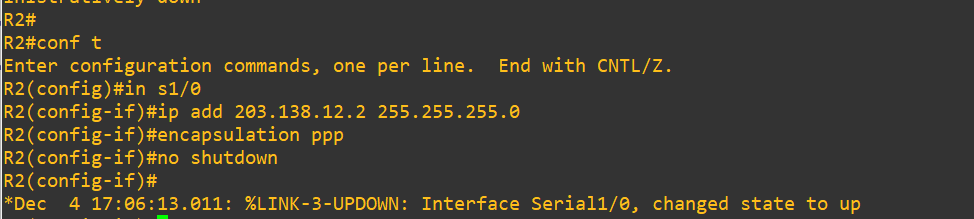 R2#
R2#conf t
Enter configuration commands, one per line.  End with CNTL/Z.
R2(config)#in s1/0
R2(config-if)#ip add 203.138.12.2 255.255.255.0
R2(config-if)#encapsulation ppp
R2(config-if)#no shutdown
R2(config-if)#
*Dec  4 17:06:13.011: %LINK-3-UPDOWN: Interface Serial1/0, changed state to up